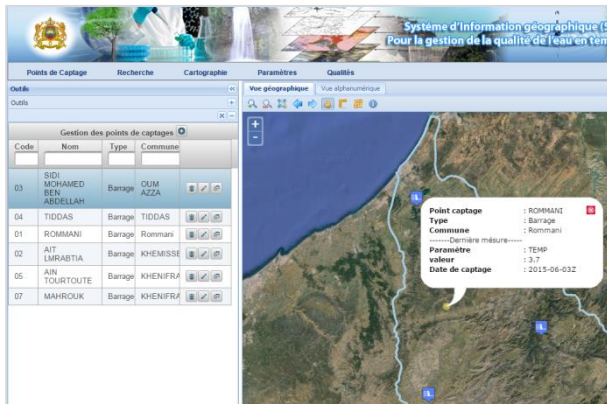 Système d'Information géographique (S
Pour la gestion de la qualité de l'eau en tem
Points de Captage Recherche Cartographie Paramètres Qualités
Outils
Outils
Gestion des points de captages
Code Nom Type Commune
03 SIDI MOHAMED BEN ABDELLAH Barrage OUM AZZA
04 TIDDAS Barrage TIDDAS
01 ROMMANI Barrage Rommani
02 AIT LMRABTIA Barrage KHEMISSE
05 AIN TOURTOUTE Barrage KHENIFRA
07 MAHROUK Barrage KHENIFRA
Vue géographique Vue alphanumérique
Point captage : ROMMANI
Type : Barrage
Commune : Rommani
-------Dernière mésure-----
Paramètre : TEMP
valeur : 3.7
Date de captage : 2015-06-03Z